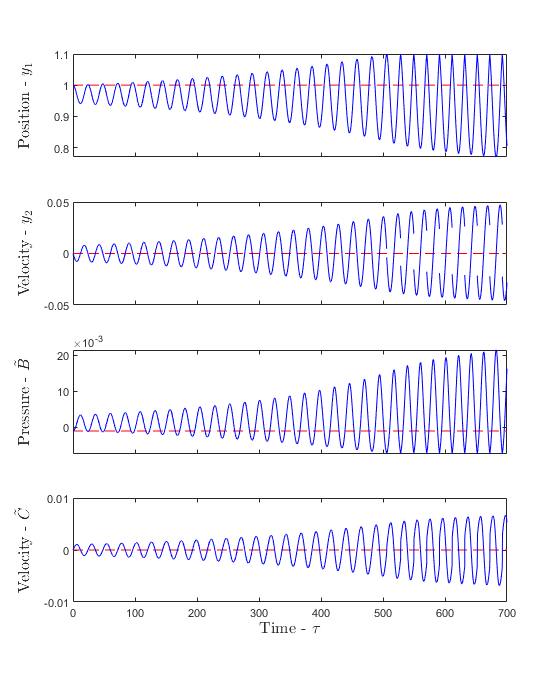 1.1
1
0.9
0.8
Position - y₁
0.05
0
-0.05
Velocity - y₂
×10⁻³
20
10
0
Pressure - B̃
0.01
0
-0.01
Velocity - C̃
0 100 200 300 400 500 600 700
Time - τ